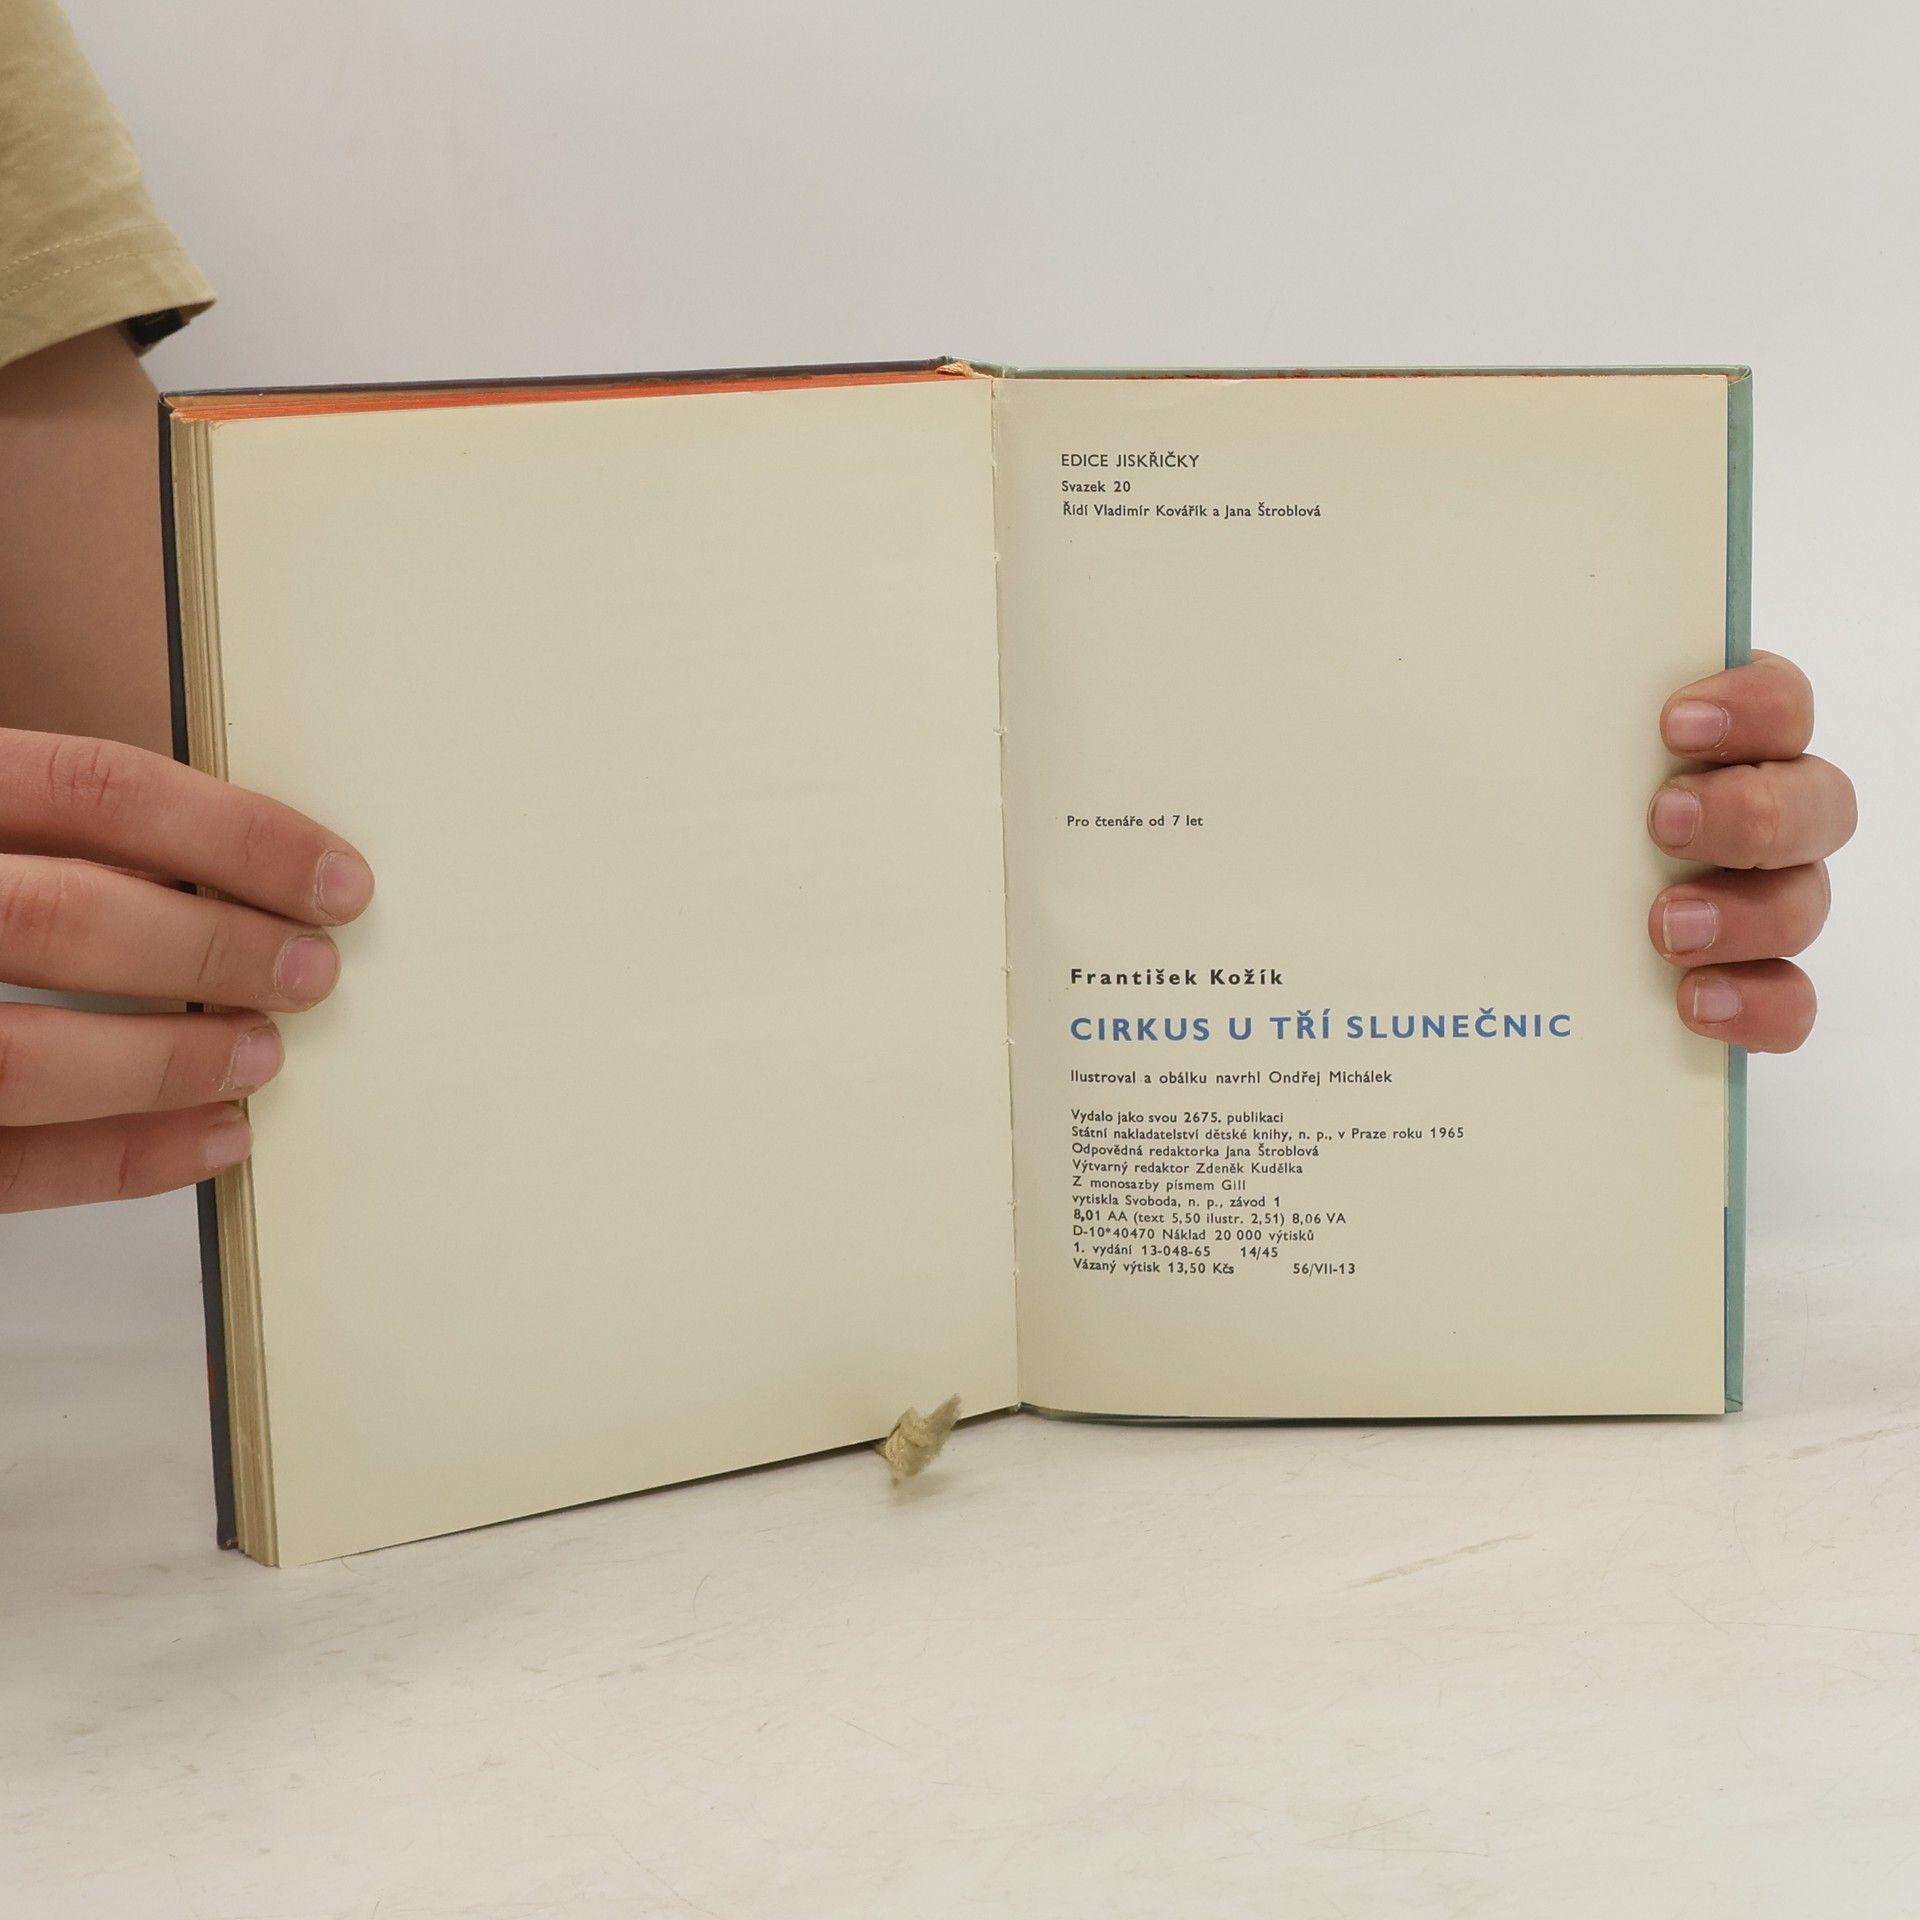 EDICE JISKŘIČKY
Svazek 20
Řídí Vladimír Kovářík a Jana Štroblová
Pro čtenáře od 7 let
František Kožík
CIRKUS U TŘÍ SLUNEČNIC
Ilustroval a obálku navrhl Ondřej Michálek
Vydalo jako svou 2675. publikaci
Státní nakladatelství dětské knihy, n. p., v Praze roku 1965
Odpovědná redaktorka Jana Štroblová
Výtvarný redaktor Zdeněk Kudělka
Z monosazby písmem Gill
vytiskla Svoboda, n. p., závod 1
8,01 AA (text 5,50 ilustr. 2,51) 8,06 VA
D-10*40470 Náklad 20 000 výtisků
1. vydání 13-048-65 14/45
Vázaný výtisk 13,50 Kčs 56/VII-13